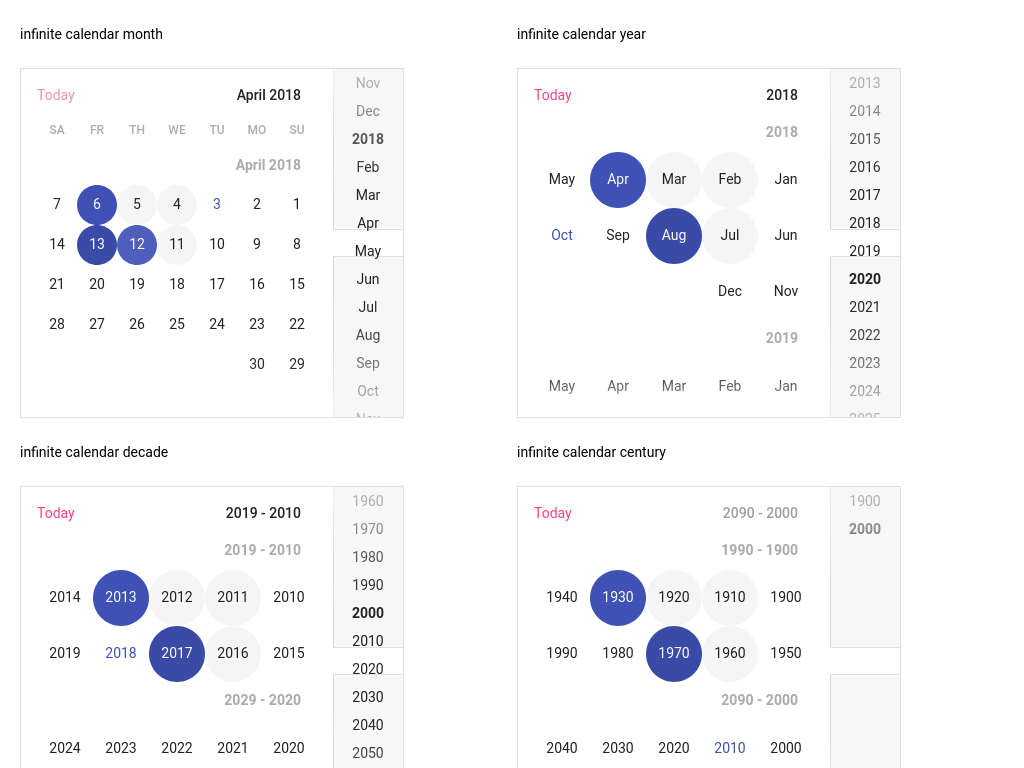 infinite calendar month
Today April 2018
SA FR TH WE TU MO SU
April 2018
7 6 5 4 3 2 1
14 13 12 11 10 9 8
21 20 19 18 17 16 15
28 27 26 25 24 23 22
30 29
Nov
Dec
2018
Feb
Mar
Apr
May
Jun
Jul
Aug
Sep
Oct
Nov
infinite calendar year
Today 2018
2018
May Apr Mar Feb Jan
Oct Sep Aug Jul Jun
Dec Nov
2019
May Apr Mar Feb Jan
2013
2014
2015
2016
2017
2018
2019
2020
2021
2022
2023
2024
2025
infinite calendar decade
Today 2019 - 2010
2019 - 2010
2014 2013 2012 2011 2010
2019 2018 2017 2016 2015
2029 - 2020
2024 2023 2022 2021 2020
1960
1970
1980
1990
2000
2010
2020
2030
2040
2050
infinite calendar century
Today 2090 - 2000
1990 - 1900
1940 1930 1920 1910 1900
1990 1980 1970 1960 1950
2090 - 2000
2040 2030 2020 2010 2000
1900
2000